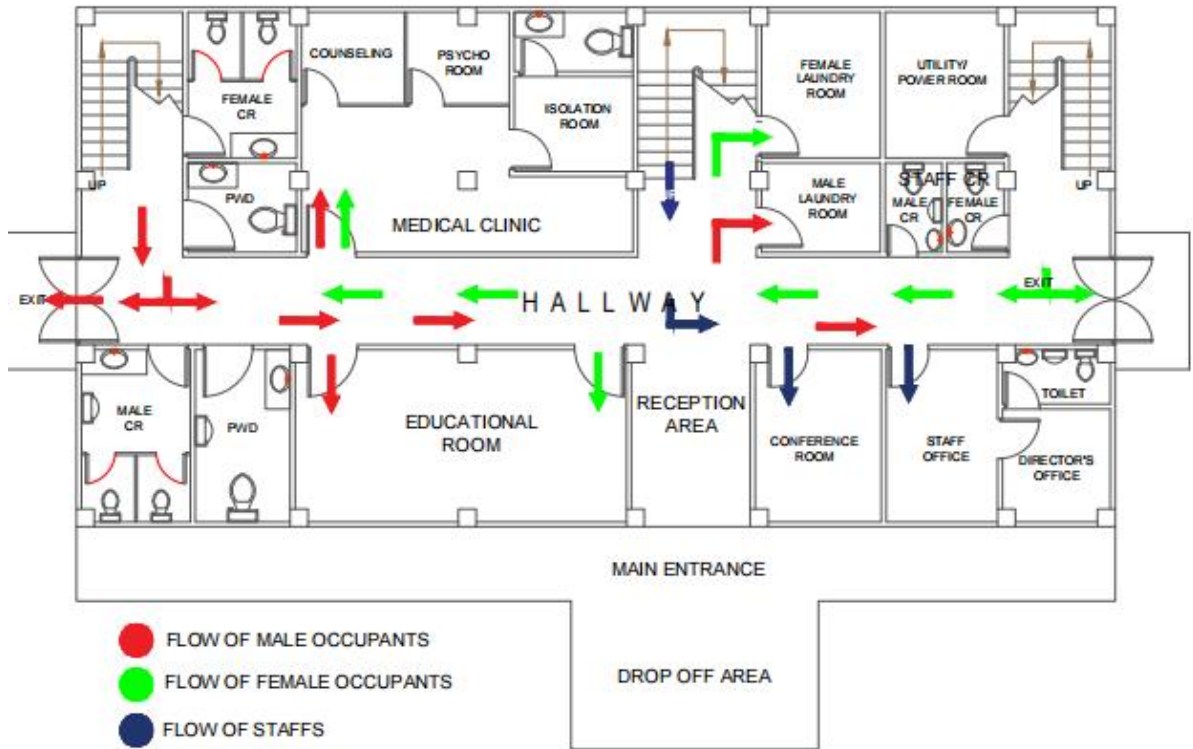 COUNSELING
PSYCHO
ROOM
FEMALE
CR
ISOLATION
ROOM
FEMALE
LAUNDRY
ROOM
UTILITY/
POWER ROOM
UP
PWD
MEDICAL CLINIC
MALE
LAUNDRY
ROOM
STAFF CR
MALE
CR
FEMALE
CR
UP
EXIT
HALLWAY
EXIT
MALE
CR
PWD
EDUCATIONAL
ROOM
RECEPTION
AREA
CONFERENCE
ROOM
STAFF
OFFICE
TOILET
DIRECTOR'S
OFFICE
MAIN ENTRANCE
DROP OFF AREA
FLOW OF MALE OCCUPANTS
FLOW OF FEMALE OCCUPANTS
FLOW OF STAFFS